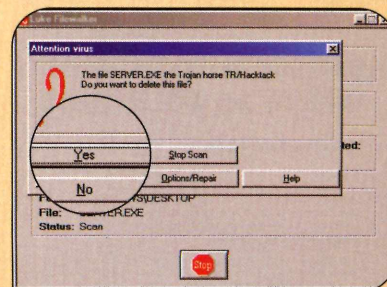 Luke Filewalker
Attention virus
The file SERVER.EXE the Trojan horse TR/Hacktack
Do you want to delete this file?
Yes
Stop Scan
No
Options/Repair
Help
ted:
S\DESKTOP
File: SERVER.EXE
Status: Scan
Stop